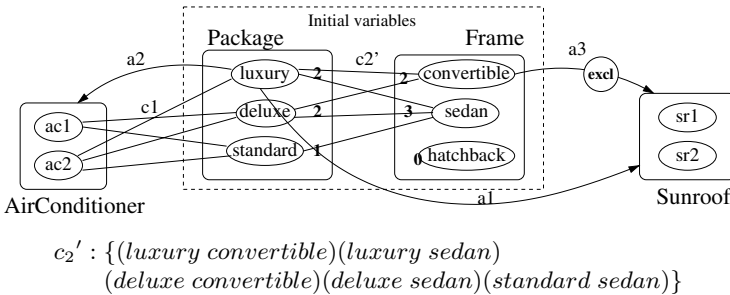 Initial variables
Package
Frame
a2
c2'
a3
luxury
2
2
convertible
excl
c1
ac1
deluxe
2
3
sedan
sr1
ac2
standard
1
0
hatchback
sr2
AirConditioner
a1
Sunroof
c₂′ : {(luxury convertible)(luxury sedan)
(deluxe convertible)(deluxe sedan)(standard sedan)}